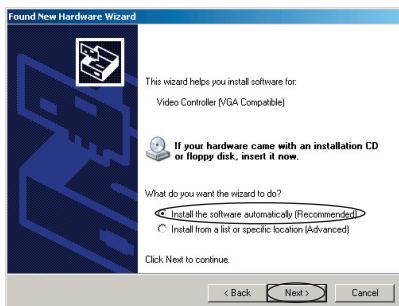 Found New Hardware Wizard
This wizard helps you install software for:
Video Controller (VGA Compatible)
If your hardware came with an installation CD
or floppy disk, insert it now.
What do you want the wizard to do?
Install the software automatically (Recommended)
Install from a list or specific location (Advanced)
Click Next to continue.
< Back Next > Cancel